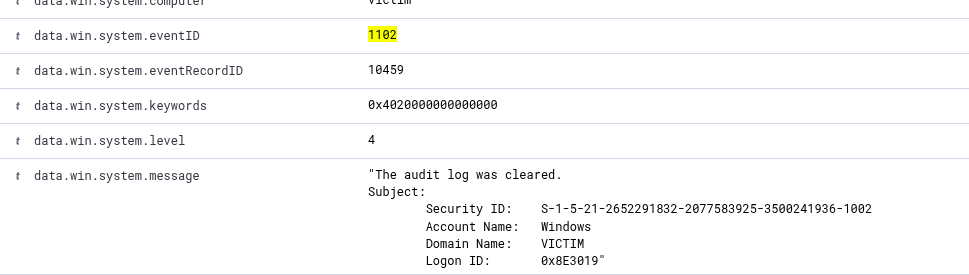 t data.win.system.computer victim
t data.win.system.eventID 1102
t data.win.system.eventRecordID 10459
t data.win.system.keywords 0x4020000000000000
t data.win.system.level 4
t data.win.system.message "The audit log was cleared.
Subject:
Security ID: S-1-5-21-2652291832-2077583925-3500241936-1002
Account Name: Windows
Domain Name: VICTIM
Logon ID: 0x8E3019"